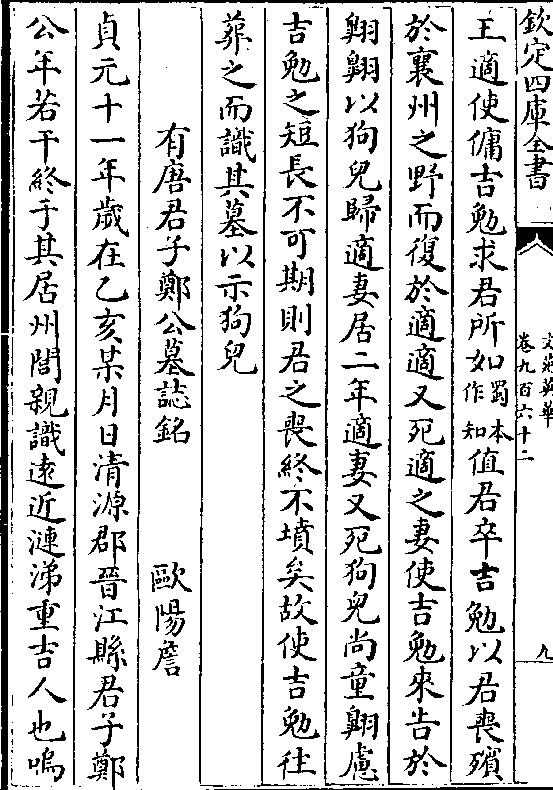 欽定四庫全書
文苑英華
卷九百六十二
九
王適使傭吉勉求君所如蜀本作知值君卒吉勉以君喪殯
於襄州之野而復於適適又死適之妻使吉勉來告於
翺翺以狗兒歸適妻居二年適妻又死狗兒尚童翺慮
吉勉之短長不可期則君之喪終不墳矣故使吉勉往
葬之而識其墓以示狗兒
有唐君子鄭公墓誌銘 歐陽詹
貞元十一年歲在乙亥某月日清源郡晉江縣君子鄭
公年若干終于其居州閭親識遠近漣涕重吉人也嗚